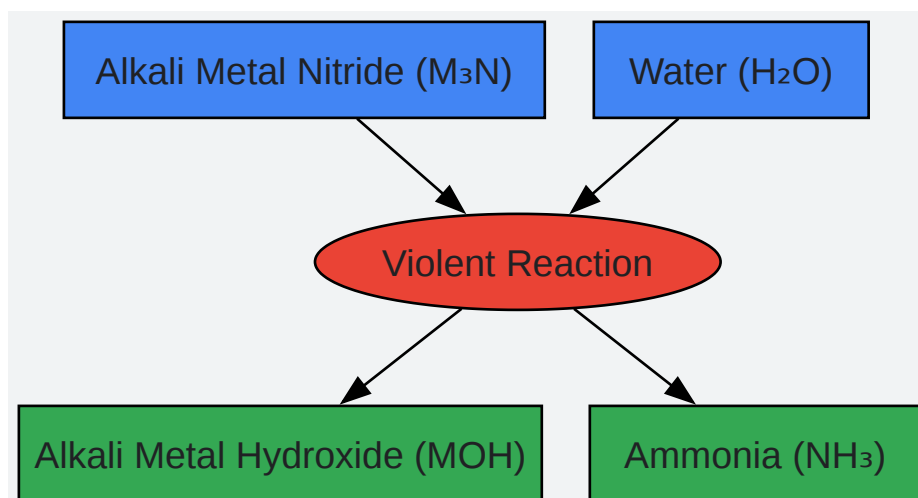 Alkali Metal Nitride (M₃N)
Water (H₂O)
Violent Reaction
Alkali Metal Hydroxide (MOH)
Ammonia (NH₃)